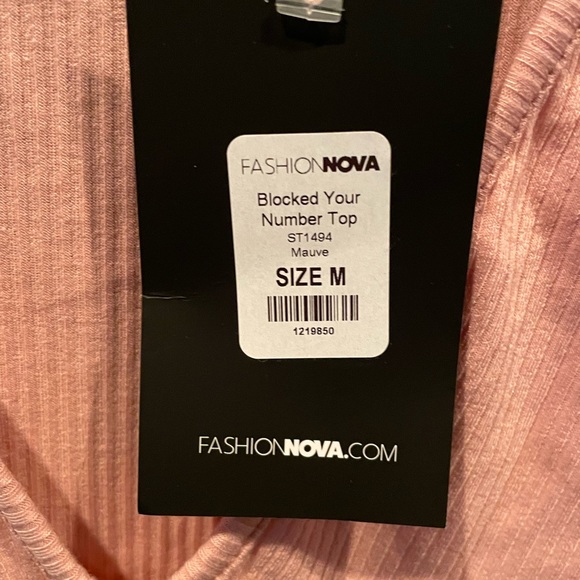 FASHIONNOVA
Blocked Your
Number Top
ST1494
Mauve
SIZE M
1219850
FASHIONNOVA.COM